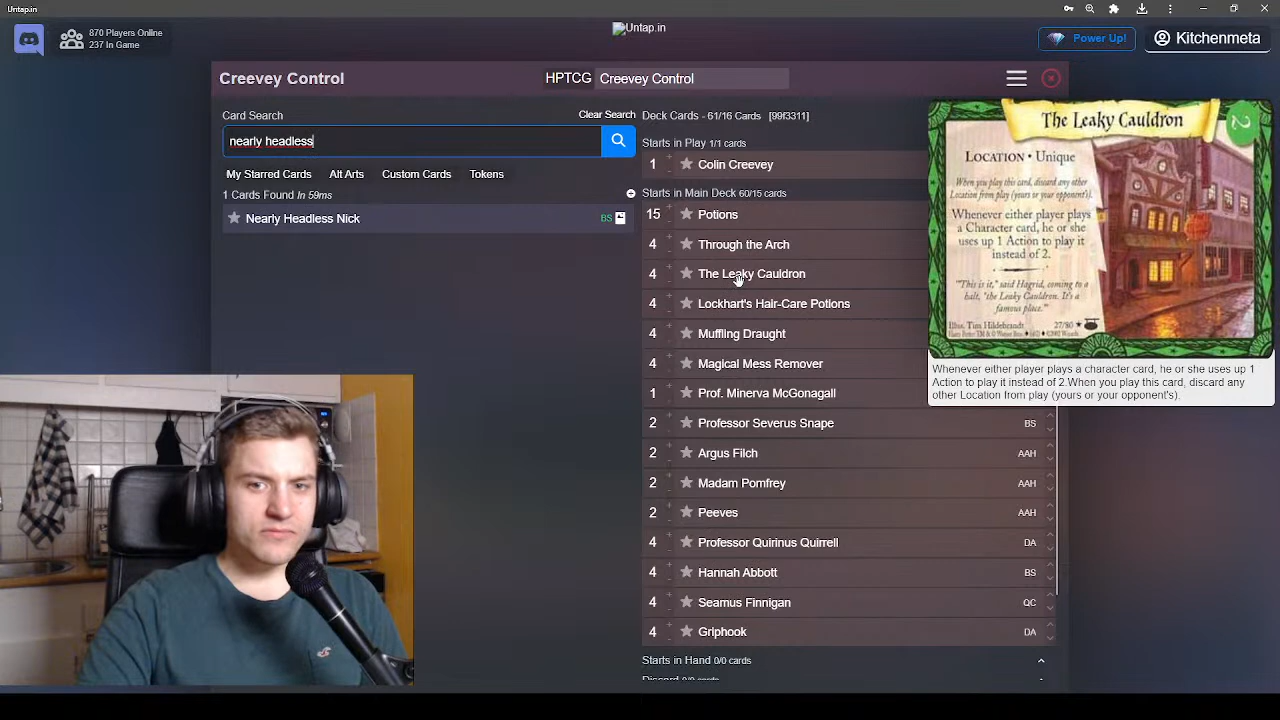 Untap.in
870 Players Online
237 In Game
Untap.in
Power Up!
Kitchenmeta
Creevey Control
HPTCG
Creevey Control
Card Search
Clear Search
nearly headless
My Starred Cards
Alt Arts
Custom Cards
Tokens
1 Cards Found In 59ms
Nearly Headless Nick
BS
Deck Cards - 61/16 Cards [99f3311]
Starts in Play 1/1 cards
1 Colin Creevey
Starts in Main Deck 60/15 cards
15 Potions
4 Through the Arch
4 The Leaky Cauldron
4 Lockhart's Hair-Care Potions
4 Muffling Draught
4 Magical Mess Remover
1 Prof. Minerva McGonagall
2 Professor Severus Snape BS
2 Argus Filch AAH
2 Madam Pomfrey AAH
2 Peeves AAH
4 Professor Quirinus Quirrell DA
4 Hannah Abbott BS
4 Seamus Finnigan QC
4 Griphook DA
Starts in Hand 0/0 cards
The Leaky Cauldron
2
LOCATION • Unique
When you play this card, discard any other
Location from play (yours or your opponent's).
Whenever either player plays
a Character card, he or she
uses up 1 Action to play it
instead of 2.
"This is it," said Hagrid, coming to a
halt, "the Leaky Cauldron. It's a
famous place."
Illus. Tim Hildebrandt
27/80
Whenever either player plays a character card, he or she uses up 1
Action to play it instead of 2.When you play this card, discard any
other Location from play (yours or your opponent's).